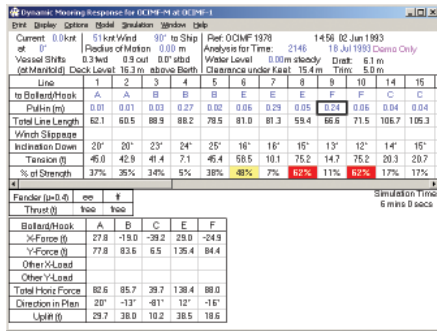 Dynamic Mooring Response for OCIMF-M at OCIMF-1
Print Display Options Model Simulation Window Help
Current 0.0knt 51 knt Wind 90° to Ship Ref: OCIMF 1978 14:56 02 Jun 1993
at 0° Radius of Motion 0.00 m Analysis for Time: 2146 18 Jul 1993 Demo Only
Vessel Shifts 0.3 fwd 0.9 out 0.0° stbd Water Level 0.00m steady Draft: 6.1 m
(at Manifold) Deck Level 16.3 m above Berth Clearance under Keel 15.4 m Trim: 5.0 m
Line 1 2 3 4 5 6 7 8 9 10 14 15
to Bollard/Hook A A B B B C E E F F C C
Pull-in (m) 0.01 0.01 0.03 0.27 0.02 0.06 0.29 0.05 0.24 0.06 0.04 0.04
Total Line Length 62.1 60.5 88.9 88.2 78.5 81.0 81.3 59.4 66.6 71.5 106.7 105.3
Winch Slippage
Inclination Down 20° 20° 23° 24° 25° 16° 16° 15° 13° 12° 14° 15°
Tension (t) 45.0 42.9 41.4 7.1 45.4 58.5 10.1 75.2 14.7 75.2 20.3 20.7
% of Strength 37% 35% 34% 5% 38% 48% 7% 62% 11% 62% 17% 17%
Fender (µ=0.4) ee ff
Thrust (t) free free
Simulation Time
6 mins 0 secs
Bollard/Hook A B C E F
X-Force (t) 27.8 -19.0 -39.2 29.0 -24.9
Y-Force (t) 77.8 83.6 6.5 135.4 84.4
Other X-Load
Other Y-Load
Total Horiz Force 82.6 85.7 39.7 138.4 88.0
Direction in Plan 20° -13° -81° 12° -16°
Uplift (t) 29.7 38.0 10.2 38.5 18.6